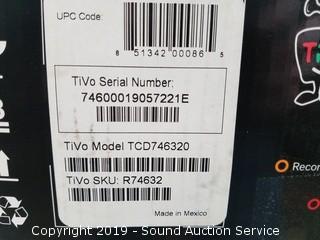 UPC Code:
8 51342 00086 5
TiVo Serial Number:
74600019057221E
TiVo Model TCD746320
TiVo SKU: R74632
Made in Mexico
Recor
Copyright 2019 - Sound Auction Service